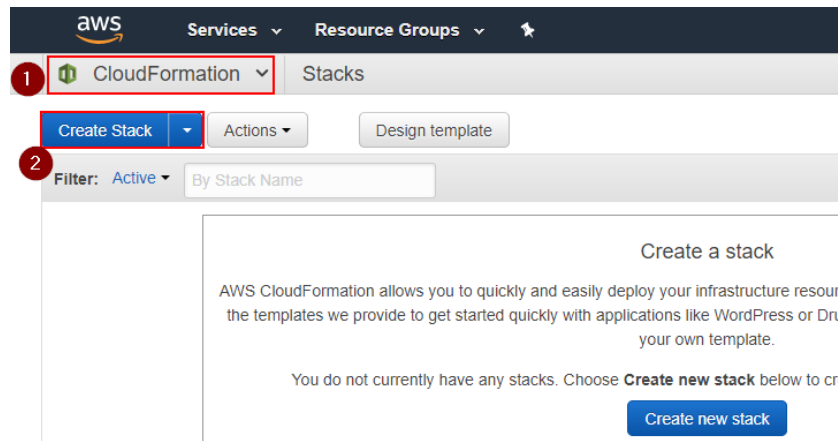 aws Services Resource Groups
1 CloudFormation Stacks
Create Stack Actions Design template
2
Filter: Active By Stack Name
Create a stack
AWS CloudFormation allows you to quickly and easily deploy your infrastructure resour
the templates we provide to get started quickly with applications like WordPress or Dru
your own template.
You do not currently have any stacks. Choose Create new stack below to cr
Create new stack